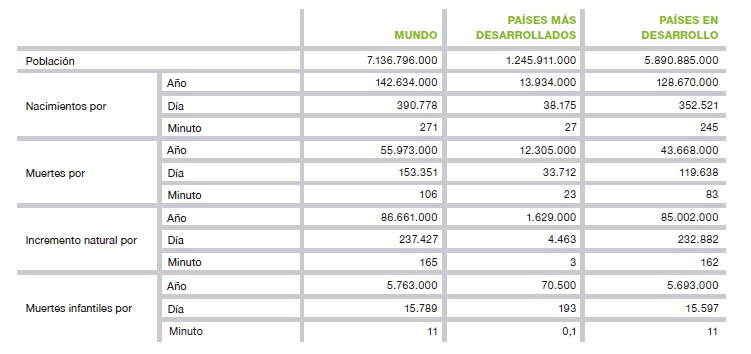 MUNDO PAÍSES MÁS DESARROLLADOS PAÍSES EN DESARROLLO
Población 7.136.796.000 1.245.911.000 5.890.885.000
Nacimientos por Año 142.634.000 13.934.000 128.670.000
Día 390.778 38.175 352.521
Minuto 271 27 245
Muertes por Año 55.973.000 12.305.000 43.668.000
Día 153.351 33.712 119.638
Minuto 106 23 83
Incremento natural por Año 86.661.000 1.629.000 85.002.000
Día 237.427 4.463 232.882
Minuto 165 3 162
Muertes infantiles por Año 5.763.000 70.500 5.693.000
Día 15.789 193 15.597
Minuto 11 0,1 11